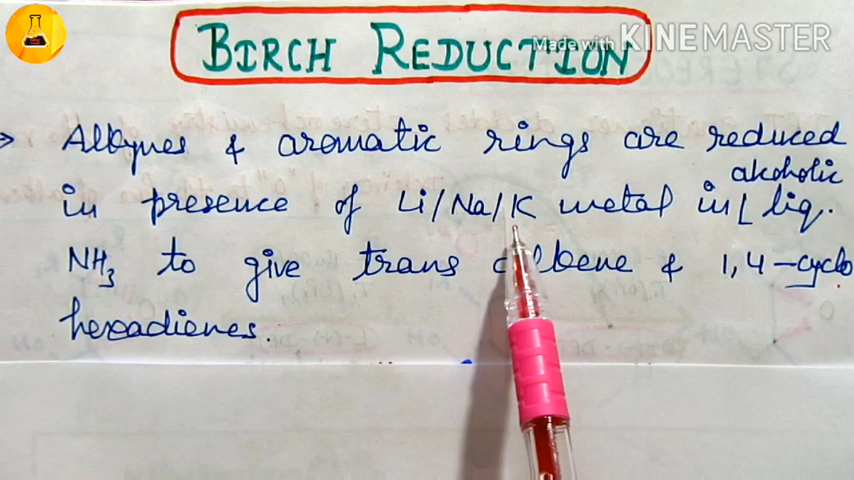 BIRCH REDUCTION
Made with KINEMASTER
→ Alkynes & aromatic rings are reduced
in presence of Li/Na/K metal in alcoholic liq.
NH3 to give trans alkene & 1,4-cyclo
hexadienes.